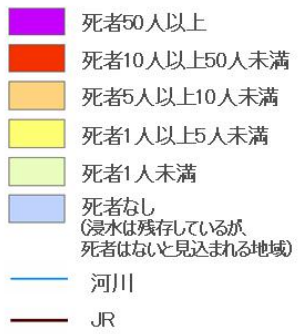 死者50人以上
死者10人以上50人未満
死者5人以上10人未満
死者1人以上5人未満
死者1人未満
死者なし
(浸水は残存しているが、
死者はないと見込まれる地域)
河川
JR